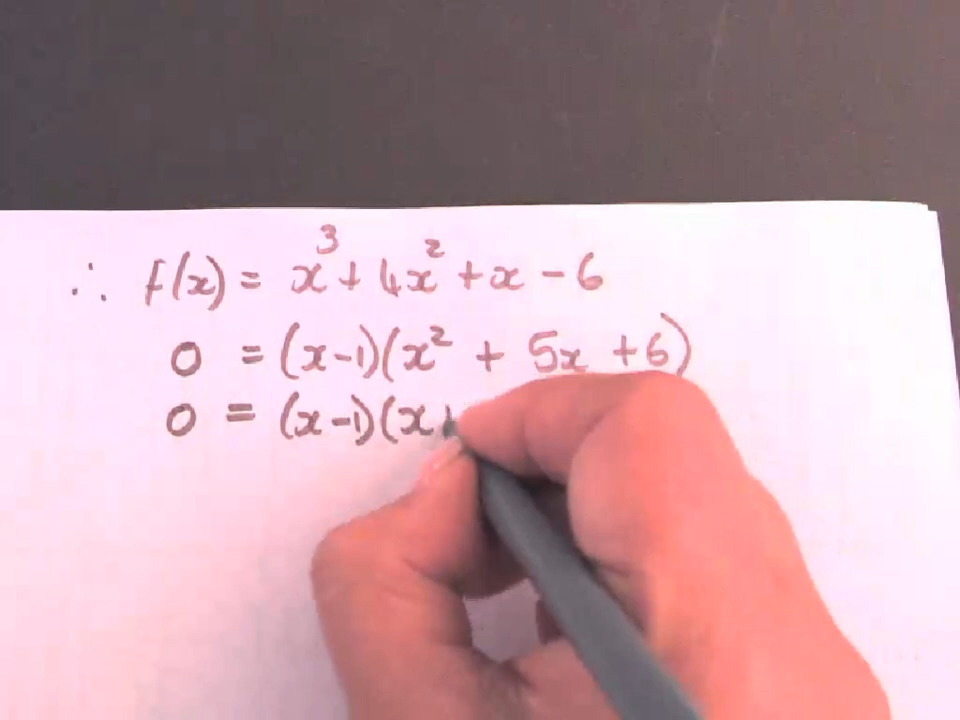 ∴ f(x) = x³ + 4x² + x - 6
0 = (x-1)(x² + 5x + 6)
0 = (x-1)(x +